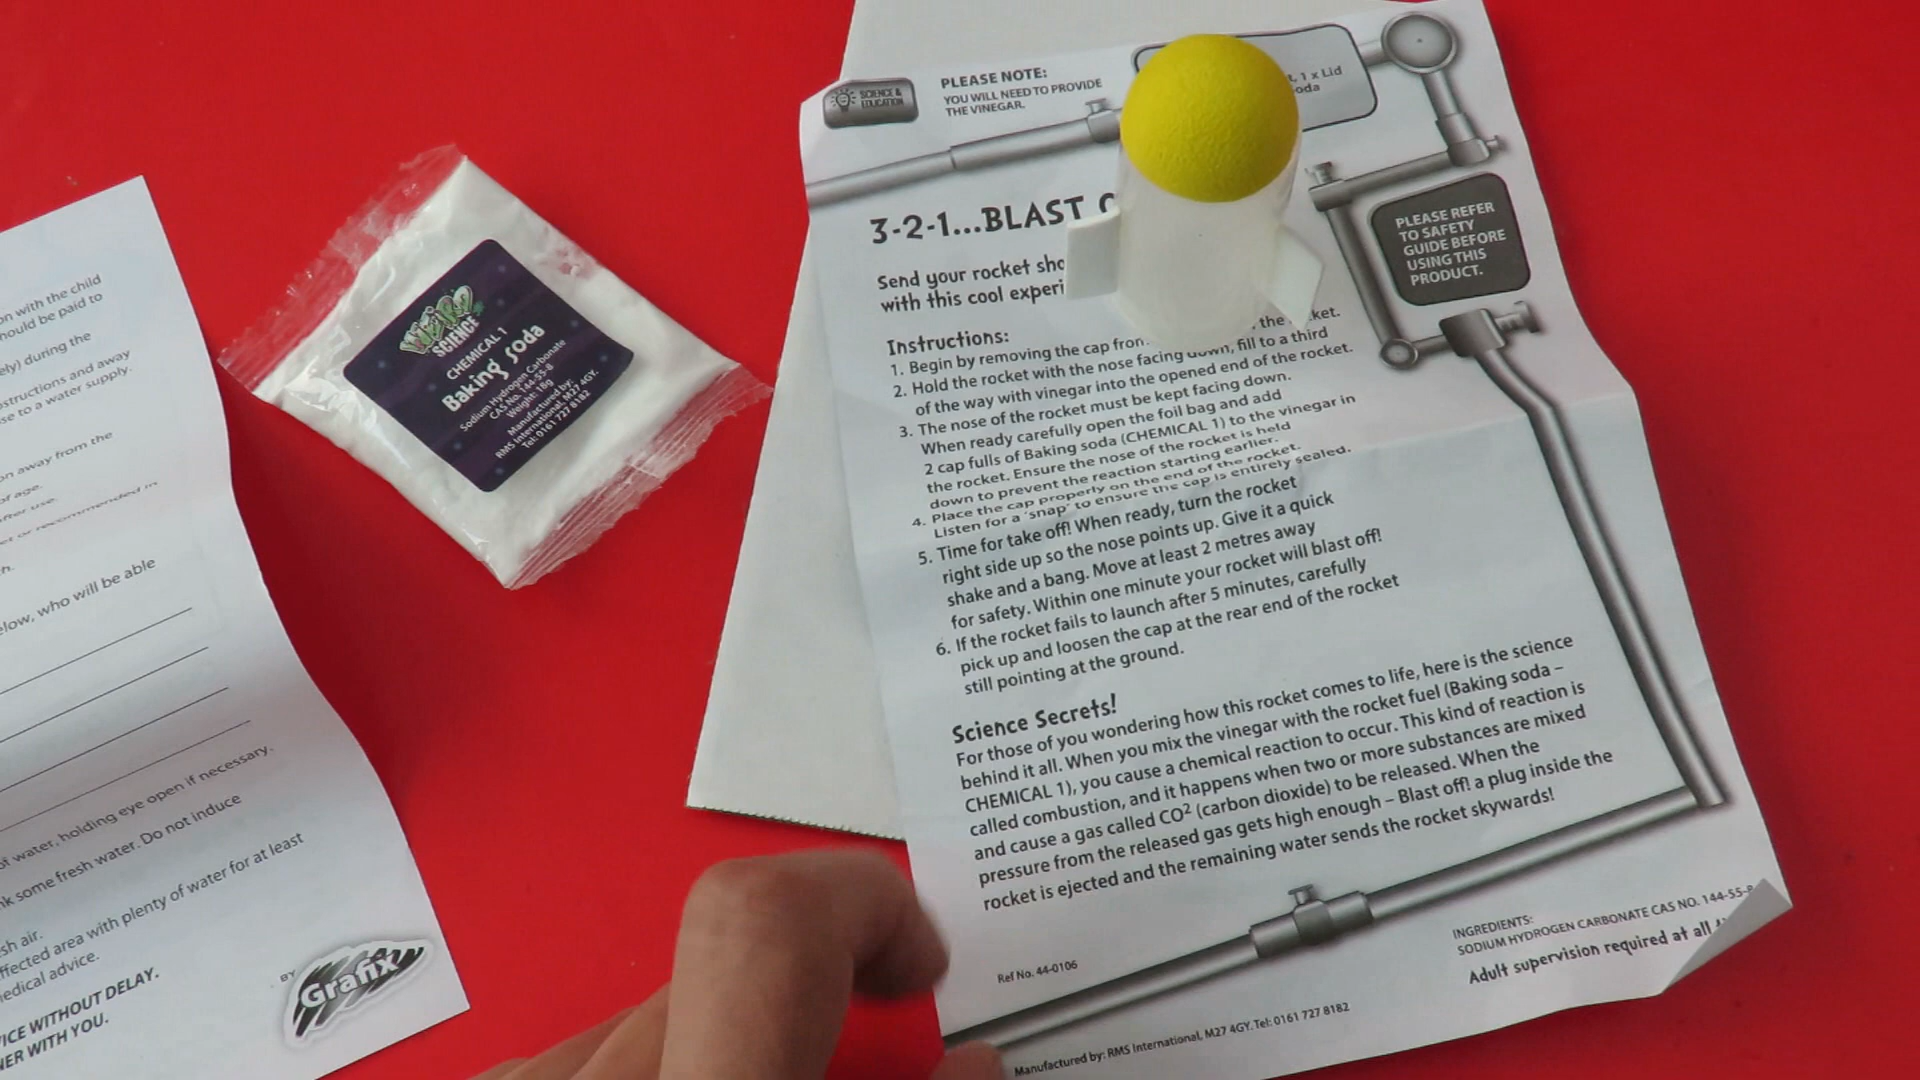 on with the child
hould be paid to
ely) during the
structions and away
se to a water supply.
on away from the
of age.
after use.
et or recommended in
h.
elow, who will be able
of water, holding eye open if necessary.
nk some fresh water. Do not induce
sh air.
ffected area with plenty of water for at least
edical advice.
ICE WITHOUT DELAY.
NER WITH YOU.
BY
Grafix
WEIRD
SCIENCE
CHEMICAL 1
Baking soda
Sodium Hydrogen Carbonate
CAS No. 144-55-8
Weight: 18g
Manufactured by:
RMS International, M27 4GY.
Tel: 0161 727 8182
SCIENCE &
EDUCATION
PLEASE NOTE:
YOU WILL NEED TO PROVIDE
THE VINEGAR.
t, 1 x Lid
oda
3-2-1...BLAST O
PLEASE REFER
TO SAFETY
GUIDE BEFORE
USING THIS
PRODUCT.
Send your rocket sho
with this cool experi
Instructions:
1. Begin by removing the cap from the ket.
2. Hold the rocket with the nose facing down, fill to a third
of the way with vinegar into the opened end of the rocket.
3. The nose of the rocket must be kept facing down.
When ready carefully open the foil bag and add
2 cap fulls of Baking soda (CHEMICAL 1) to the vinegar in
the rocket. Ensure the nose of the rocket is held
down to prevent the reaction starting earlier.
4. Place the cap properly on the end of the rocket.
Listen for a 'snap' to ensure the cap is entirely sealed.
5. Time for take off! When ready, turn the rocket
right side up so the nose points up. Give it a quick
shake and a bang. Move at least 2 metres away
for safety. Within one minute your rocket will blast off!
6. If the rocket fails to launch after 5 minutes, carefully
pick up and loosen the cap at the rear end of the rocket
still pointing at the ground.
Science Secrets!
For those of you wondering how this rocket comes to life, here is the science
behind it all. When you mix the vinegar with the rocket fuel (Baking soda –
CHEMICAL 1), you cause a chemical reaction to occur. This kind of reaction is
called combustion, and it happens when two or more substances are mixed
and cause a gas called CO² (carbon dioxide) to be released. When the
pressure from the released gas gets high enough – Blast off! a plug inside the
rocket is ejected and the remaining water sends the rocket skywards!
INGREDIENTS:
SODIUM HYDROGEN CARBONATE CAS NO. 144-55-8
Adult supervision required at all
Ref No. 44-0106
Manufactured by: RMS International, M27 4GY. Tel: 0161 727 8182